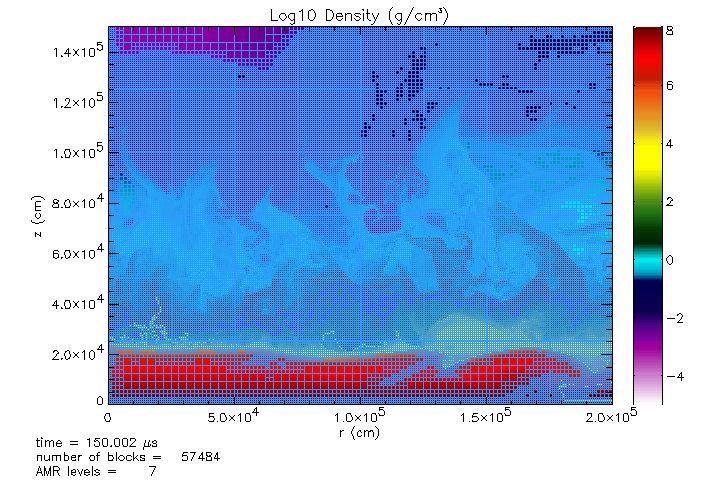 Log10 Density (g/cm³)
1.4×10⁵
1.2×10⁵
1.0×10⁵
8.0×10⁴
6.0×10⁴
4.0×10⁴
2.0×10⁴
0
z (cm)
0 5.0×10⁴ 1.0×10⁵ 1.5×10⁵ 2.0×10⁵
r (cm)
8
6
4
2
0
−2
−4
time = 150.002 μs
number of blocks = 57484
AMR levels = 7